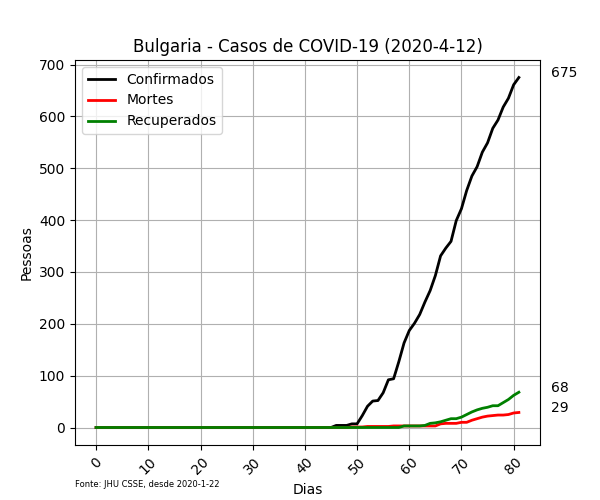 Bulgaria - Casos de COVID-19 (2020-4-12)
Confirmados
Mortes
Recuperados
700
600
500
400
300
200
100
0
Pessoas
675
68
29
0
10
20
30
40
50
60
70
80
Dias
Fonte: JHU CSSE, desde 2020-1-22